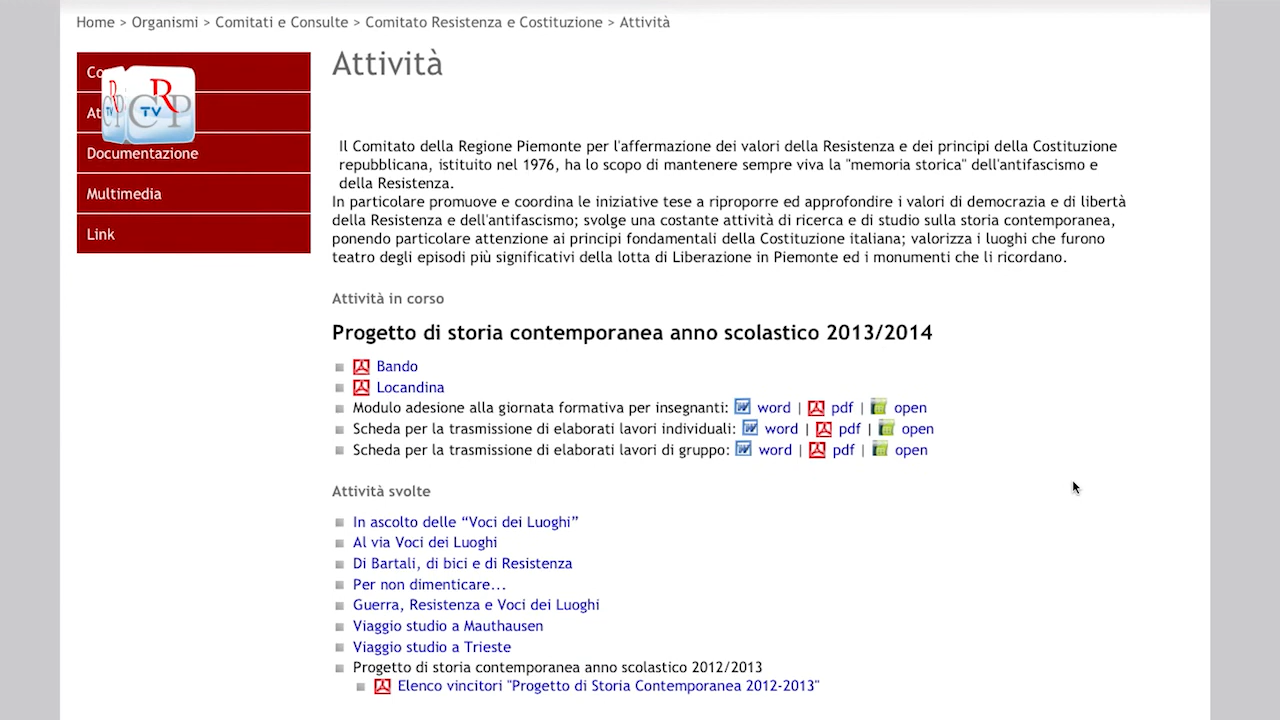 Home > Organismi > Comitati e Consulte > Comitato Resistenza e Costituzione > Attività
Co
At
Documentazione
Multimedia
Link
TV CRP
Attività
Il Comitato della Regione Piemonte per l'affermazione dei valori della Resistenza e dei principi della Costituzione
repubblicana, istituito nel 1976, ha lo scopo di mantenere sempre viva la "memoria storica" dell'antifascismo e
della Resistenza.
In particolare promuove e coordina le iniziative tese a riproporre ed approfondire i valori di democrazia e di libertà
della Resistenza e dell'antifascismo; svolge una costante attività di ricerca e di studio sulla storia contemporanea,
ponendo particolare attenzione ai principi fondamentali della Costituzione italiana; valorizza i luoghi che furono
teatro degli episodi più significativi della lotta di Liberazione in Piemonte ed i monumenti che li ricordano.
Attività in corso
Progetto di storia contemporanea anno scolastico 2013/2014
Bando
Locandina
Modulo adesione alla giornata formativa per insegnanti: word | pdf | open
Scheda per la trasmissione di elaborati lavori individuali: word | pdf | open
Scheda per la trasmissione di elaborati lavori di gruppo: word | pdf | open
Attività svolte
In ascolto delle “Voci dei Luoghi”
Al via Voci dei Luoghi
Di Bartali, di bici e di Resistenza
Per non dimenticare...
Guerra, Resistenza e Voci dei Luoghi
Viaggio studio a Mauthausen
Viaggio studio a Trieste
Progetto di storia contemporanea anno scolastico 2012/2013
Elenco vincitori "Progetto di Storia Contemporanea 2012-2013"